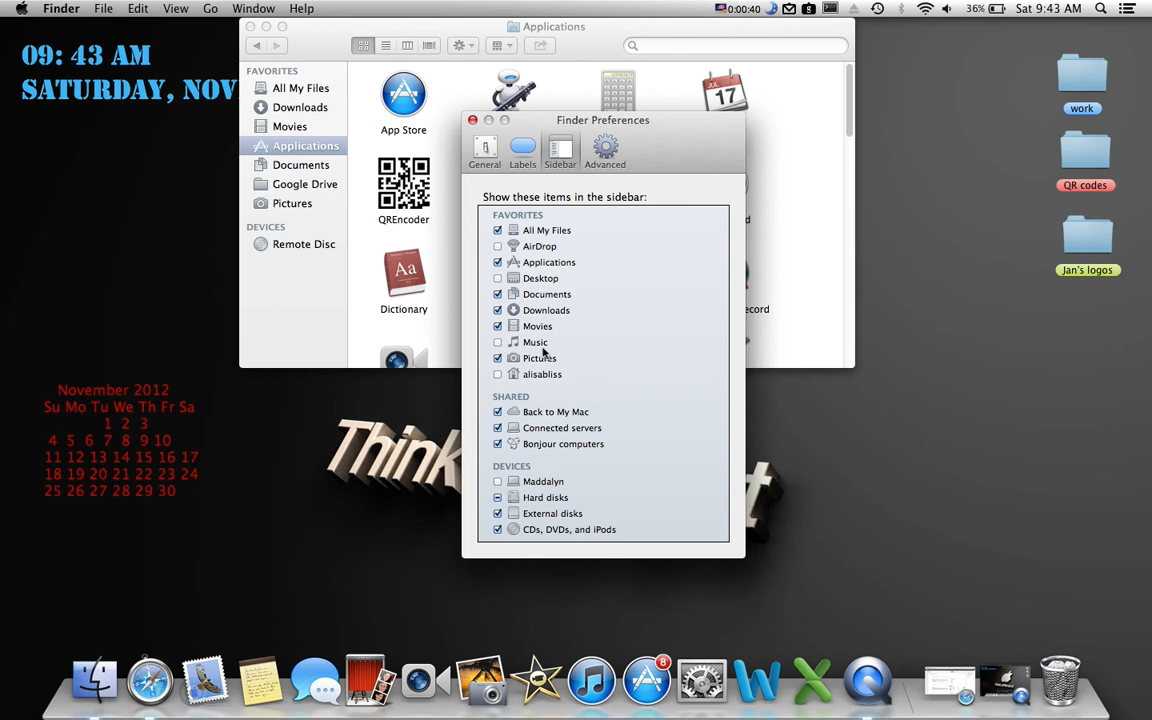 Finder File Edit View Go Window Help
0:00:40 36% Sat 9:43 AM
09: 43 AM
SATURDAY, NOV
Applications
FAVORITES
All My Files
Downloads
Movies
Applications
Documents
Google Drive
Pictures
DEVICES
Remote Disc
17
App Store
QREncoder
Aa
Dictionary
ecord
Finder Preferences
General Labels Sidebar Advanced
Show these items in the sidebar:
FAVORITES
All My Files
AirDrop
Applications
Desktop
Documents
Downloads
Movies
Music
Pictures
alisabliss
SHARED
Back to My Mac
Connected servers
Bonjour computers
DEVICES
Maddalyn
Hard disks
External disks
CDs, DVDs, and iPods
work
QR codes
Jan's logos
November 2012
Su Mo Tu We Th Fr Sa
1 2 3
4 5 6 7 8 9 10
11 12 13 14 15 16 17
18 19 20 21 22 23 24
25 26 27 28 29 30
Think
t
8
W X